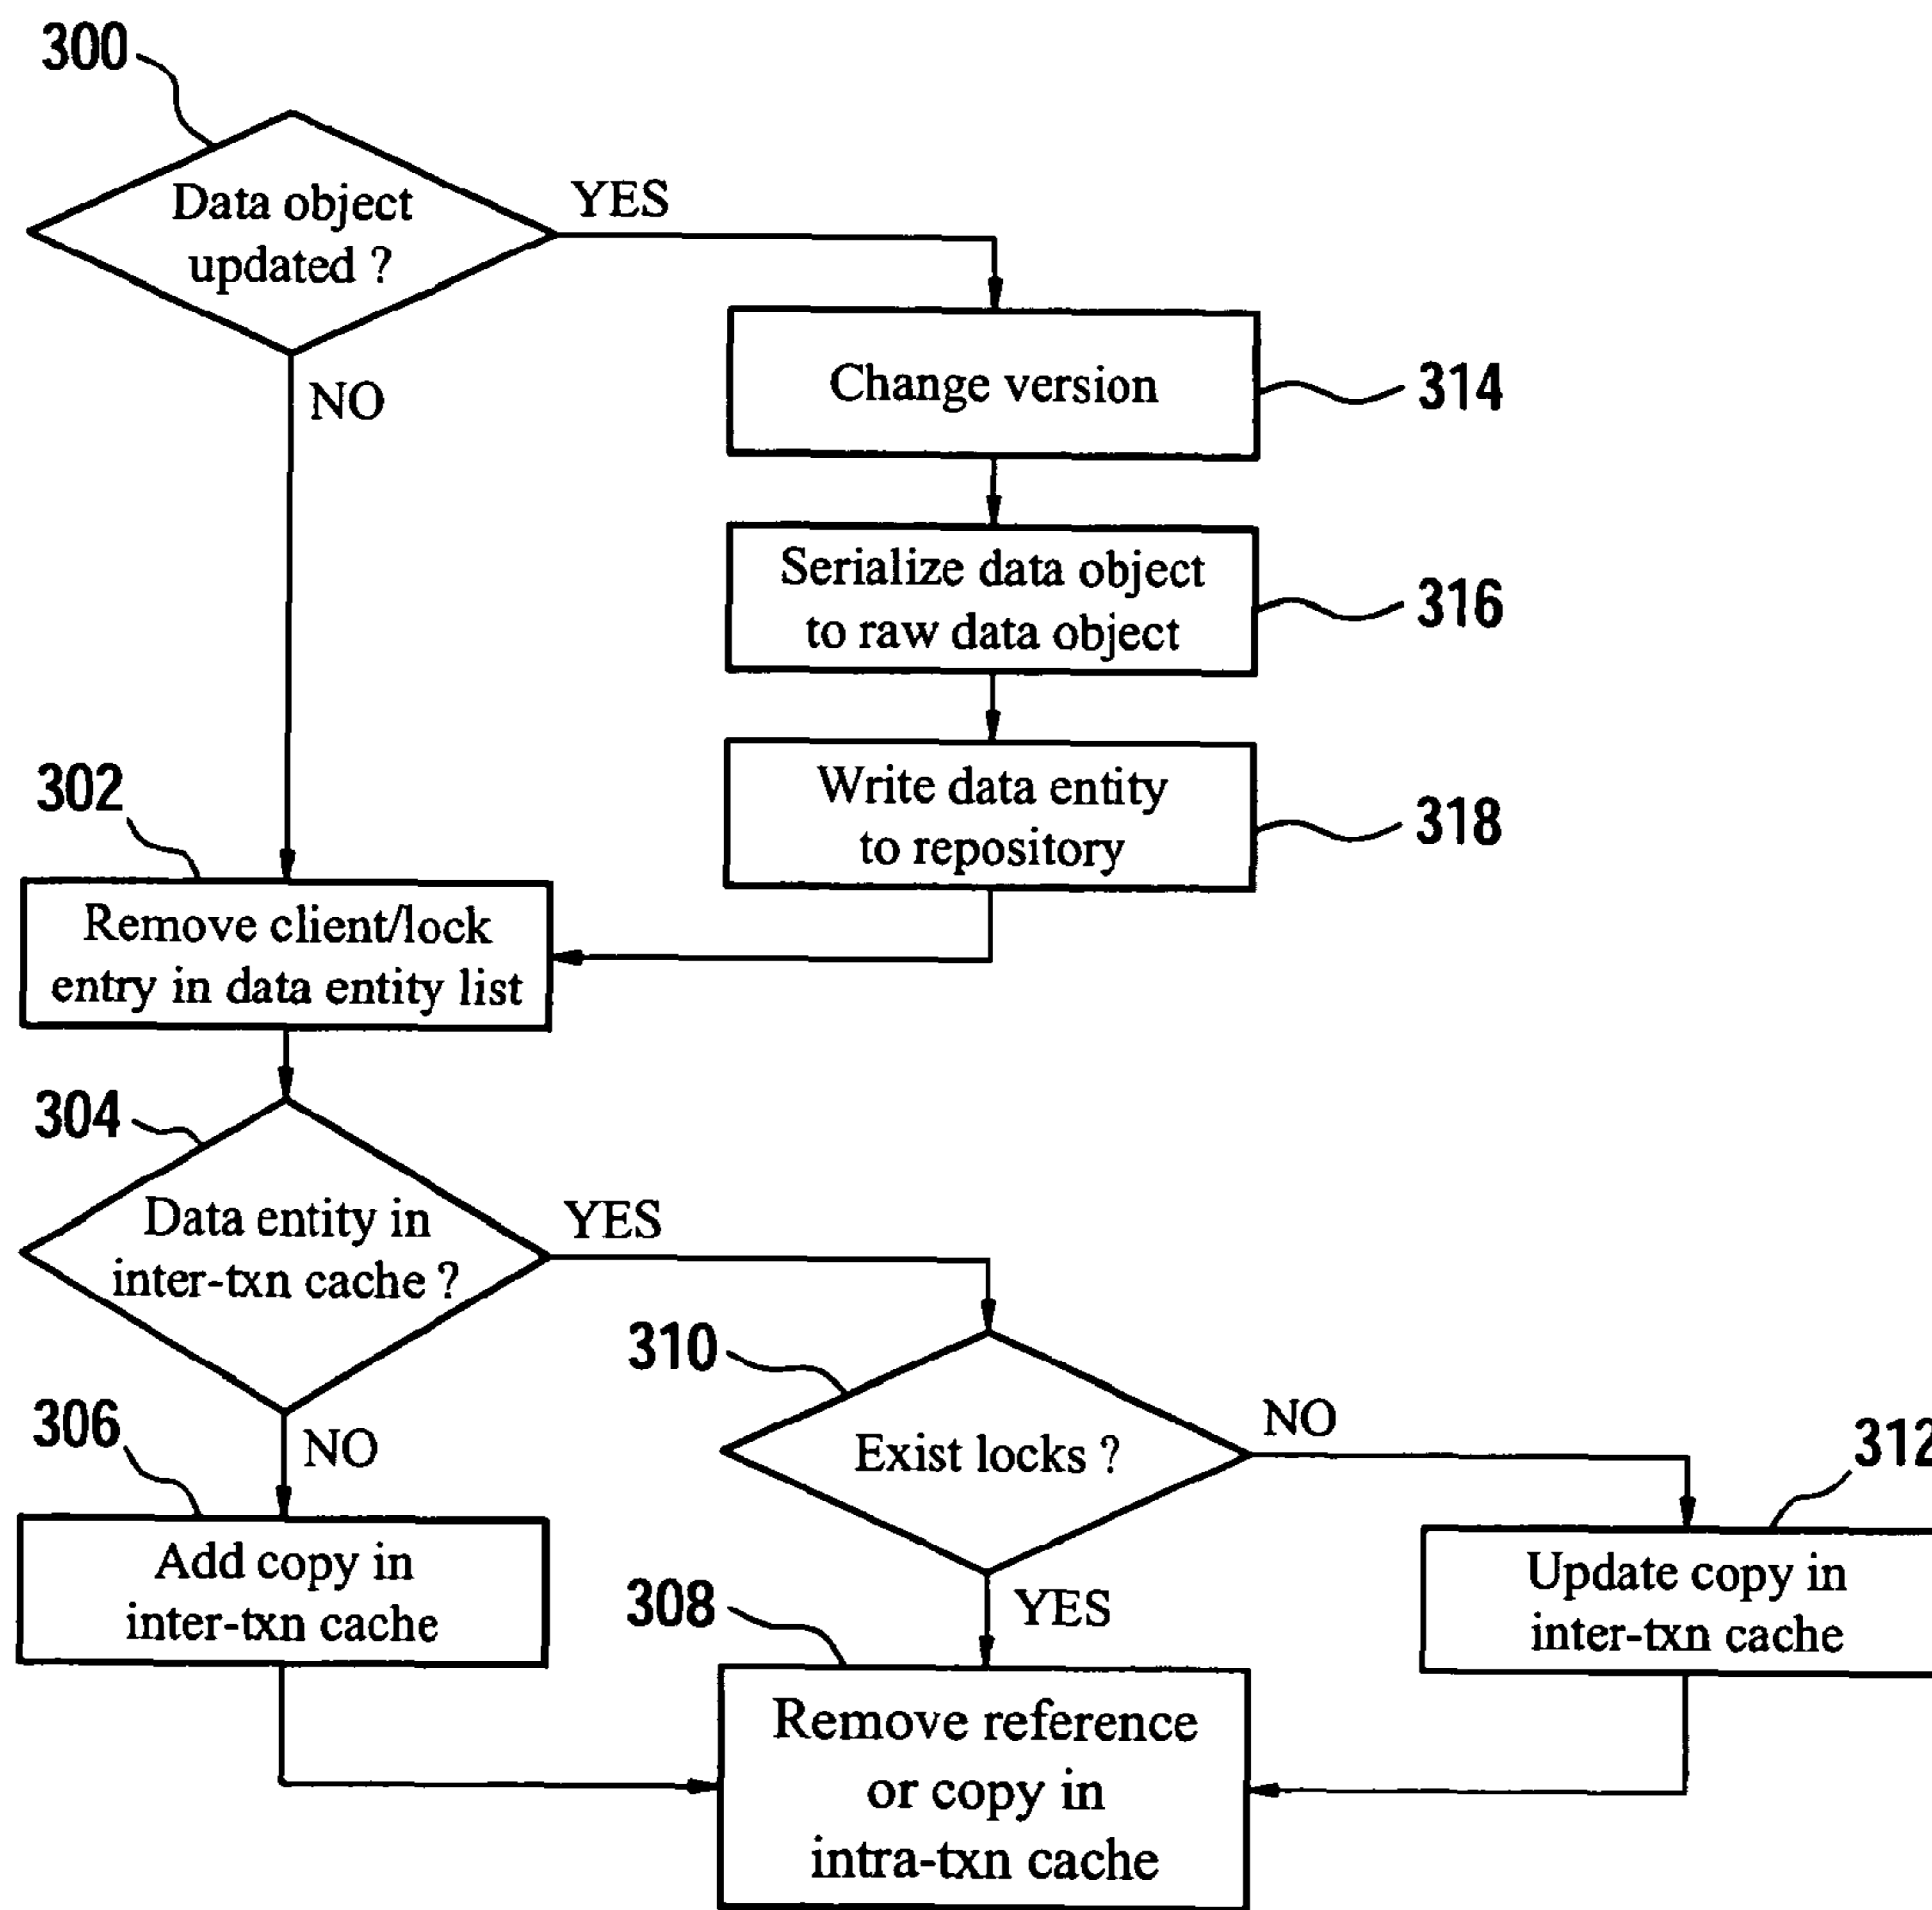 300
Data object
updated ?
YES
NO
Change version
314
Serialize data object
to raw data object
316
Write data entity
to repository
318
302
Remove client/lock
entry in data entity list
304
Data entity in
inter-txn cache ?
YES
NO
310
Exist locks ?
NO
YES
312
306
Add copy in
inter-txn cache
308
Remove reference
or copy in
intra-txn cache
Update copy in
inter-txn cache